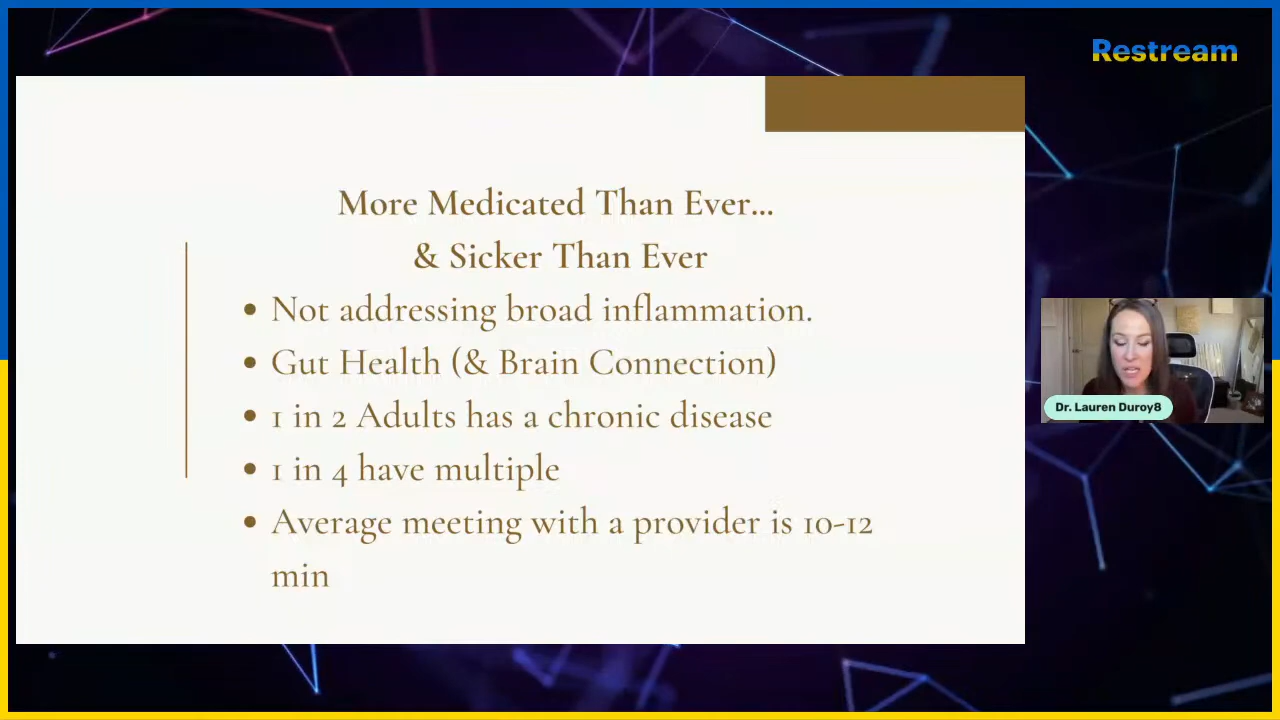 Restream
More Medicated Than Ever...
& Sicker Than Ever
• Not addressing broad inflammation.
• Gut Health (& Brain Connection)
• 1 in 2 Adults has a chronic disease
• 1 in 4 have multiple
• Average meeting with a provider is 10-12
min
Dr. Lauren Duroy8